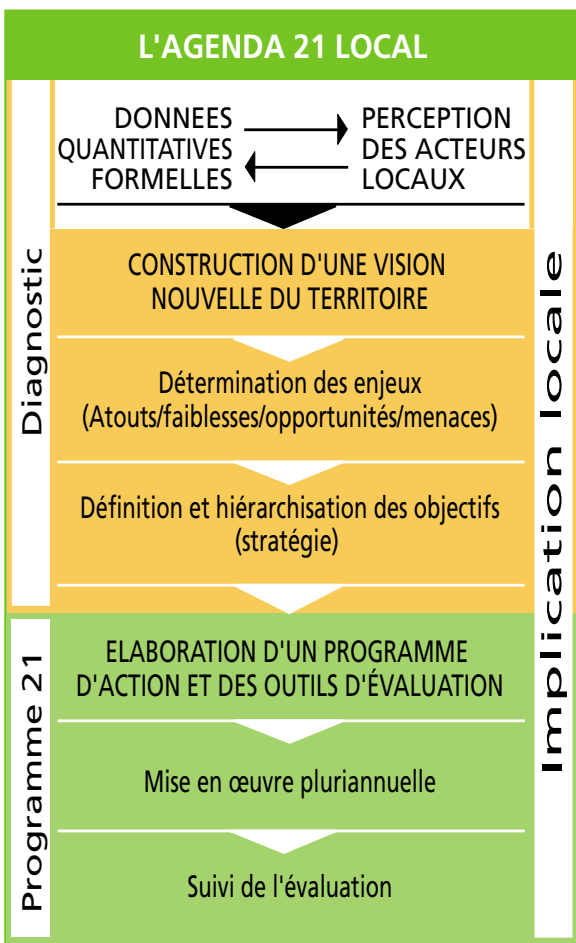 L'AGENDA 21 LOCAL
DONNEES
QUANTITATIVES
FORMELLES
PERCEPTION
DES ACTEURS
LOCAUX
CONSTRUCTION D'UNE VISION
NOUVELLE DU TERRITOIRE
Détermination des enjeux
(Atouts/faiblesses/opportunités/menaces)
Définition et hiérarchisation des objectifs
(stratégie)
ELABORATION D'UN PROGRAMME
D'ACTION ET DES OUTILS D'ÉVALUATION
Mise en œuvre pluriannuelle
Suivi de l'évaluation
Diagnostic
Programme 21
Implication locale